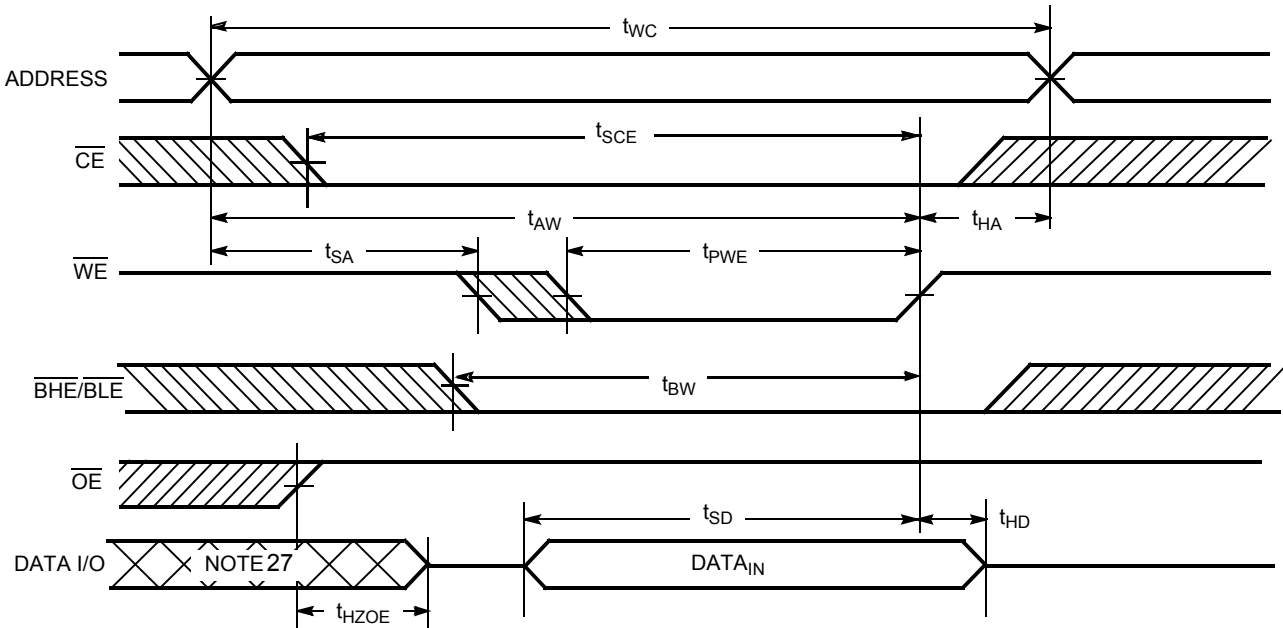 tWC
ADDRESS
tSCE
CE
tAW
tHA
tSA
tPWE
WE
BHE/BLE
tBW
OE
tSD
tHD
DATA I/O
NOTE 27
DATAIN
tHZOE